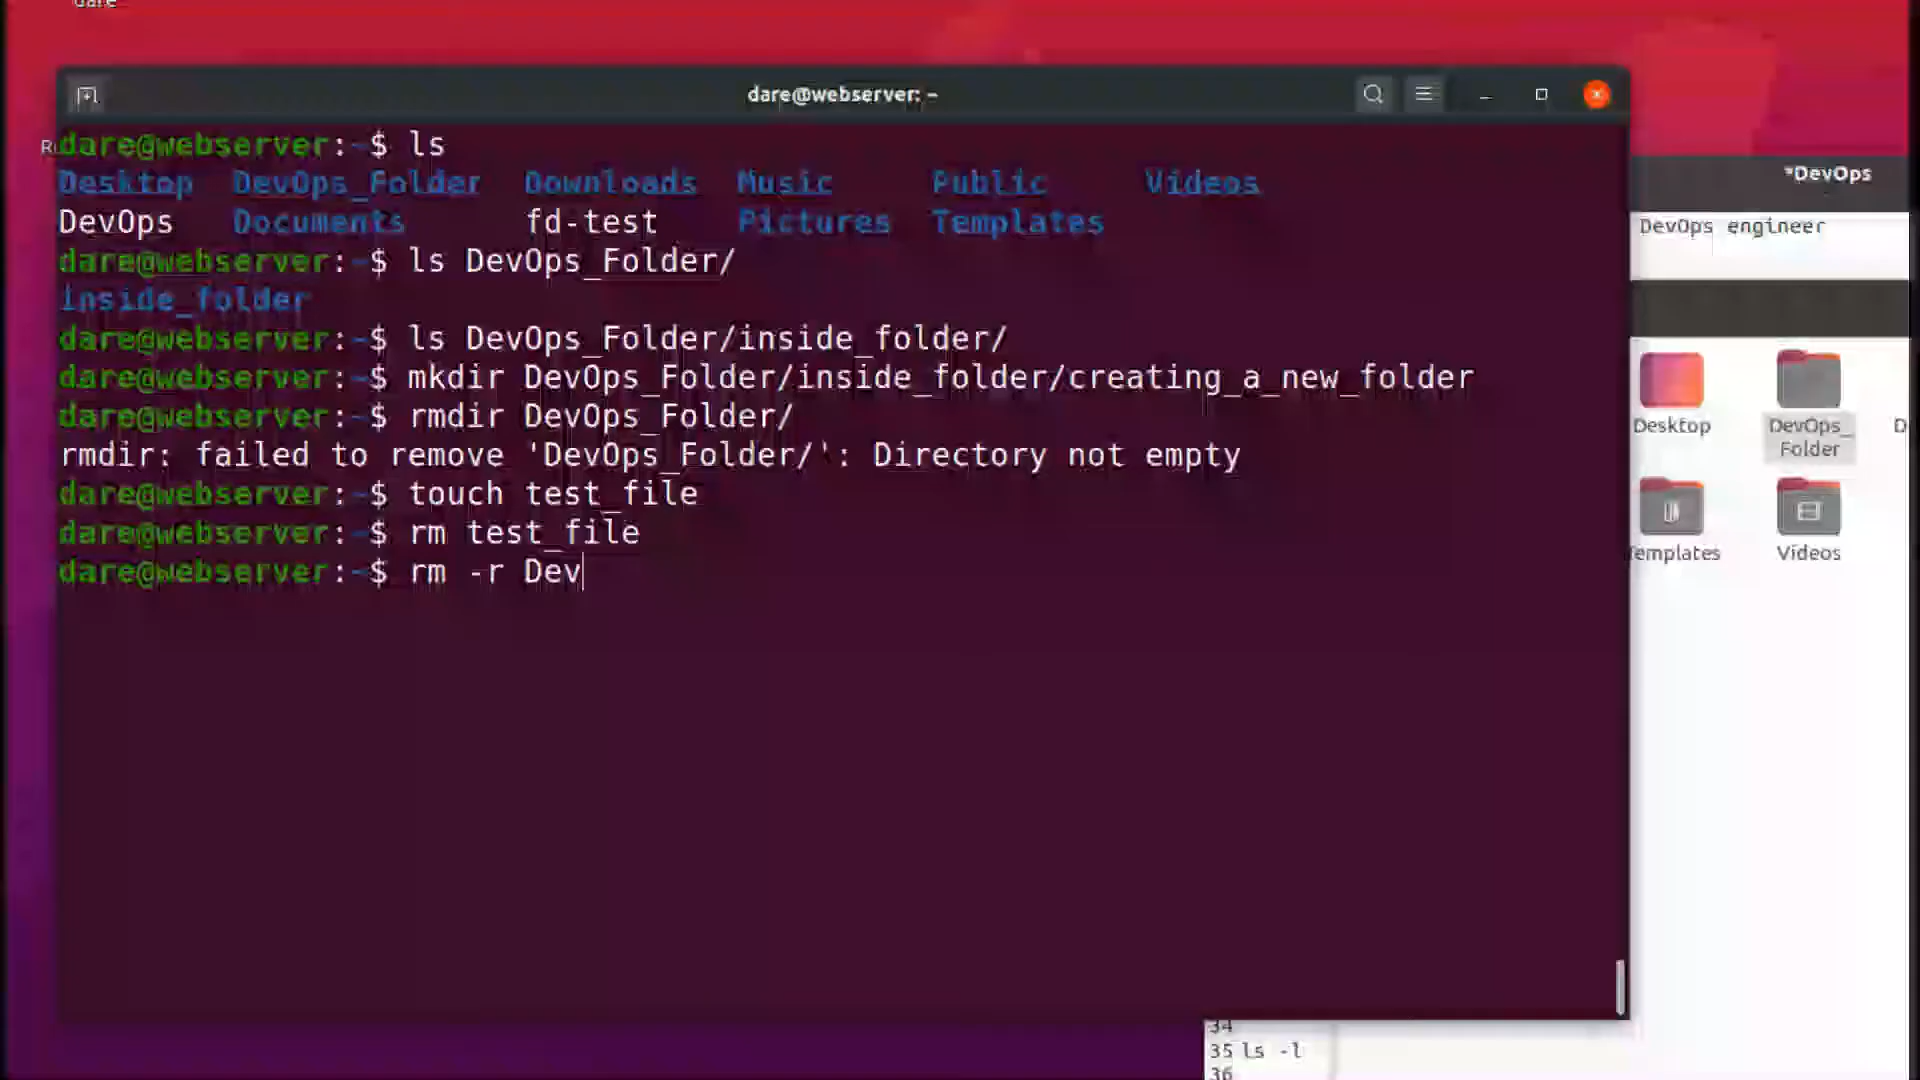 dare
dare@webserver: ~
dare@webserver:~$ ls
Desktop DevOps_Folder Downloads Music Public Videos
DevOps Documents fd-test Pictures Templates
dare@webserver:~$ ls DevOps_Folder/
inside_folder
dare@webserver:~$ ls DevOps_Folder/inside_folder/
dare@webserver:~$ mkdir DevOps_Folder/inside_folder/creating_a_new_folder
dare@webserver:~$ rmdir DevOps_Folder/
rmdir: failed to remove 'DevOps_Folder/': Directory not empty
dare@webserver:~$ touch test_file
dare@webserver:~$ rm test_file
dare@webserver:~$ rm -r Dev
*DevOps
DevOps engineer
Desktop
DevOps_
Folder
Templates
Videos
34
35 ls -l
36